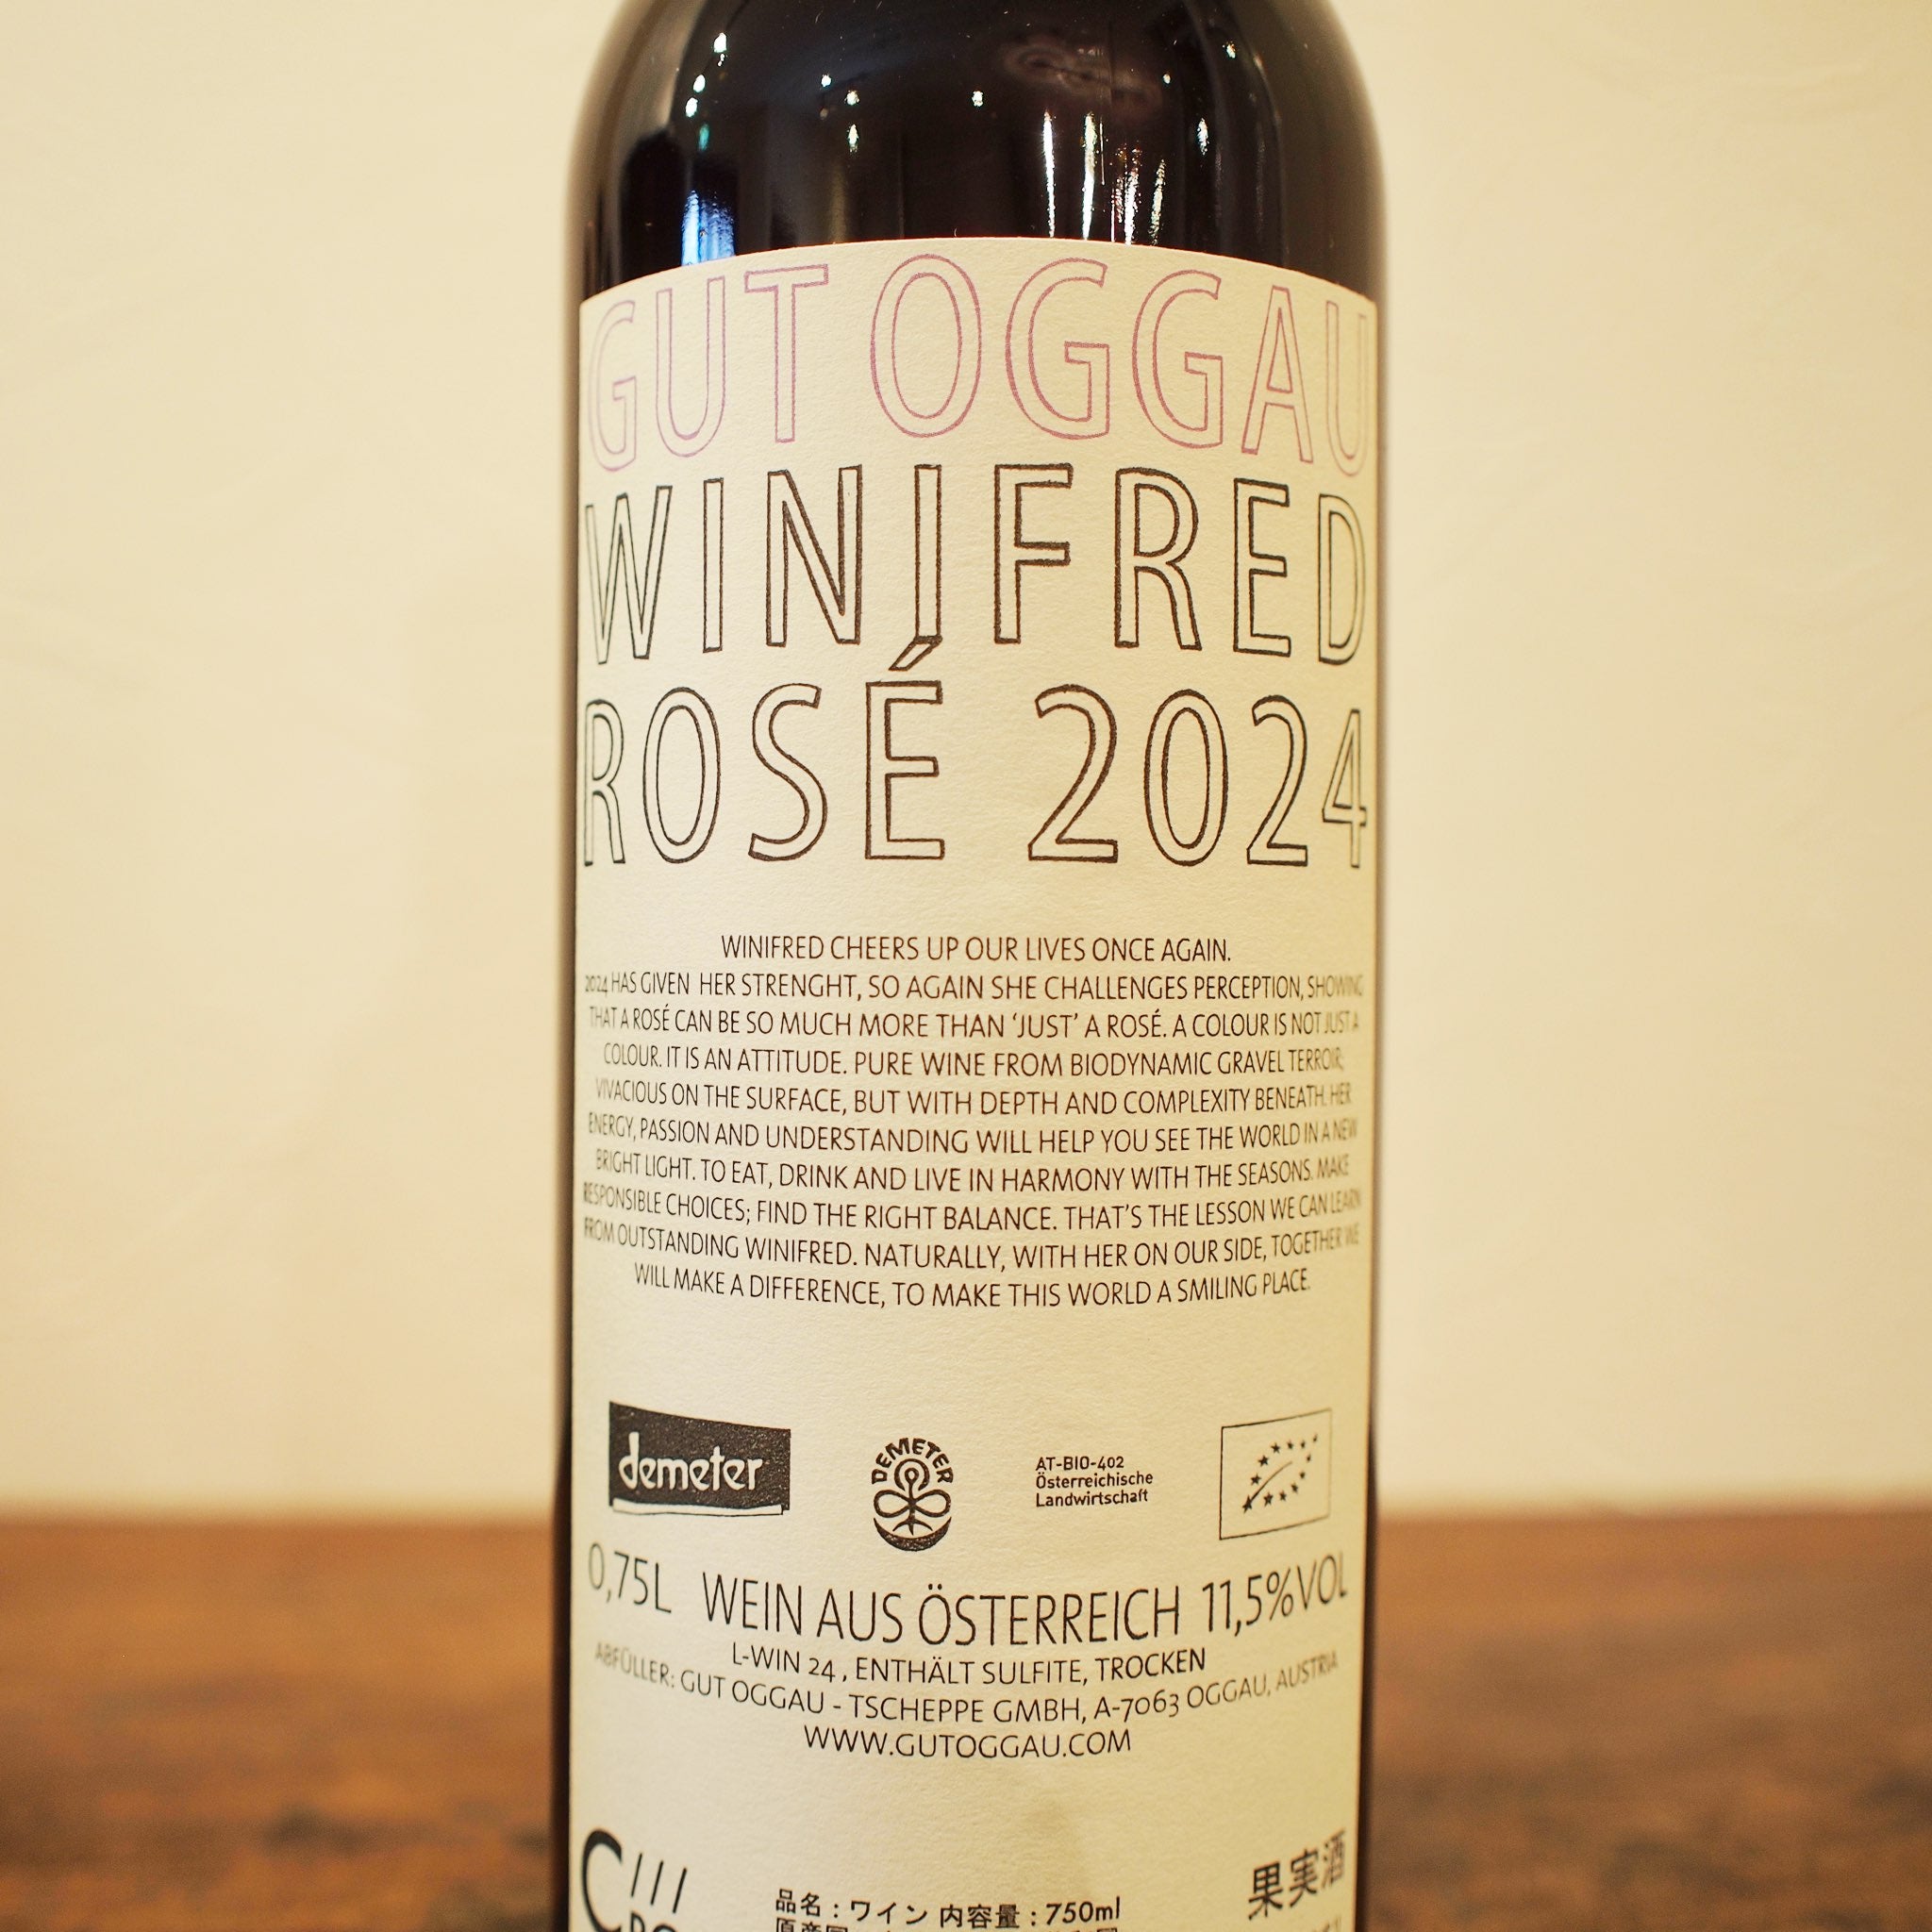 GUT OGGAU
WINIFRED
ROSÉ 2024
WINIFRED CHEERS UP OUR LIVES ONCE AGAIN.
2024 HAS GIVEN HER STRENGHT, SO AGAIN SHE CHALLENGES PERCEPTION, SHOWING
THAT A ROSÉ CAN BE SO MUCH MORE THAN ‘JUST’ A ROSÉ. A COLOUR IS NOT JUST A
COLOUR. IT IS AN ATTITUDE. PURE WINE FROM BIODYNAMIC GRAVEL TERROIR;
VIVACIOUS ON THE SURFACE, BUT WITH DEPTH AND COMPLEXITY BENEATH. HER
ENERGY, PASSION AND UNDERSTANDING WILL HELP YOU SEE THE WORLD IN A NEW
BRIGHT LIGHT. TO EAT, DRINK AND LIVE IN HARMONY WITH THE SEASONS. MAKE
RESPONSIBLE CHOICES; FIND THE RIGHT BALANCE. THAT’S THE LESSON WE CAN LEARN
FROM OUTSTANDING WINIFRED. NATURALLY, WITH HER ON OUR SIDE, TOGETHER WE
WILL MAKE A DIFFERENCE, TO MAKE THIS WORLD A SMILING PLACE.
demeter
DEMETER
AT-BIO-402
Österreichische
Landwirtschaft
0,75L WEIN AUS ÖSTERREICH 11,5%VOL
L-WIN 24 , ENTHÄLT SULFITE, TROCKEN
ABFÜLLER: GUT OGGAU - TSCHEPPE GMBH, A-7063 OGGAU, AUSTRIA
WWW.GUTOGGAU.COM
果実酒
品名：ワイン 内容量：750ml